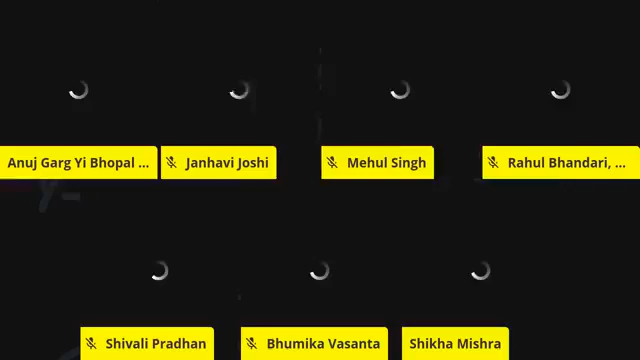 Anuj Garg Yi Bhopal ...
Janhavi Joshi
Mehul Singh
Rahul Bhandari, ...
Shivali Pradhan
Bhumika Vasanta
Shikha Mishra